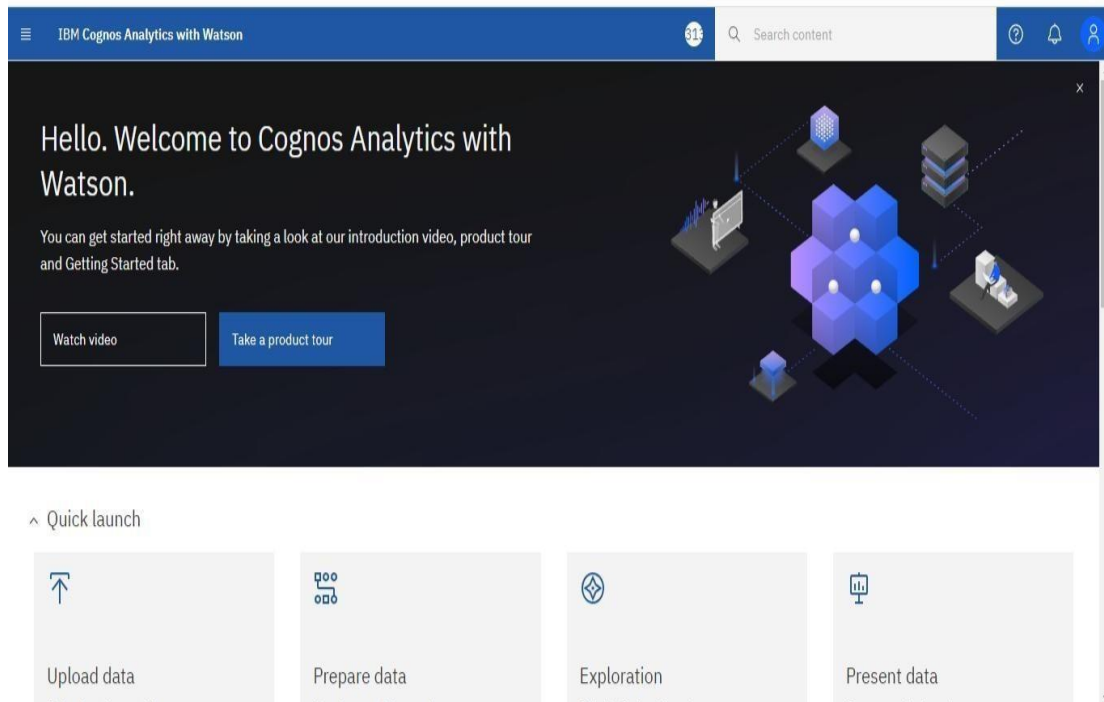 IBM Cognos Analytics with Watson
313
Search content
X
Hello. Welcome to Cognos Analytics with
Watson.
You can get started right away by taking a look at our introduction video, product tour
and Getting Started tab.
Watch video
Take a product tour
Quick launch
Upload data
Prepare data
Exploration
Present data